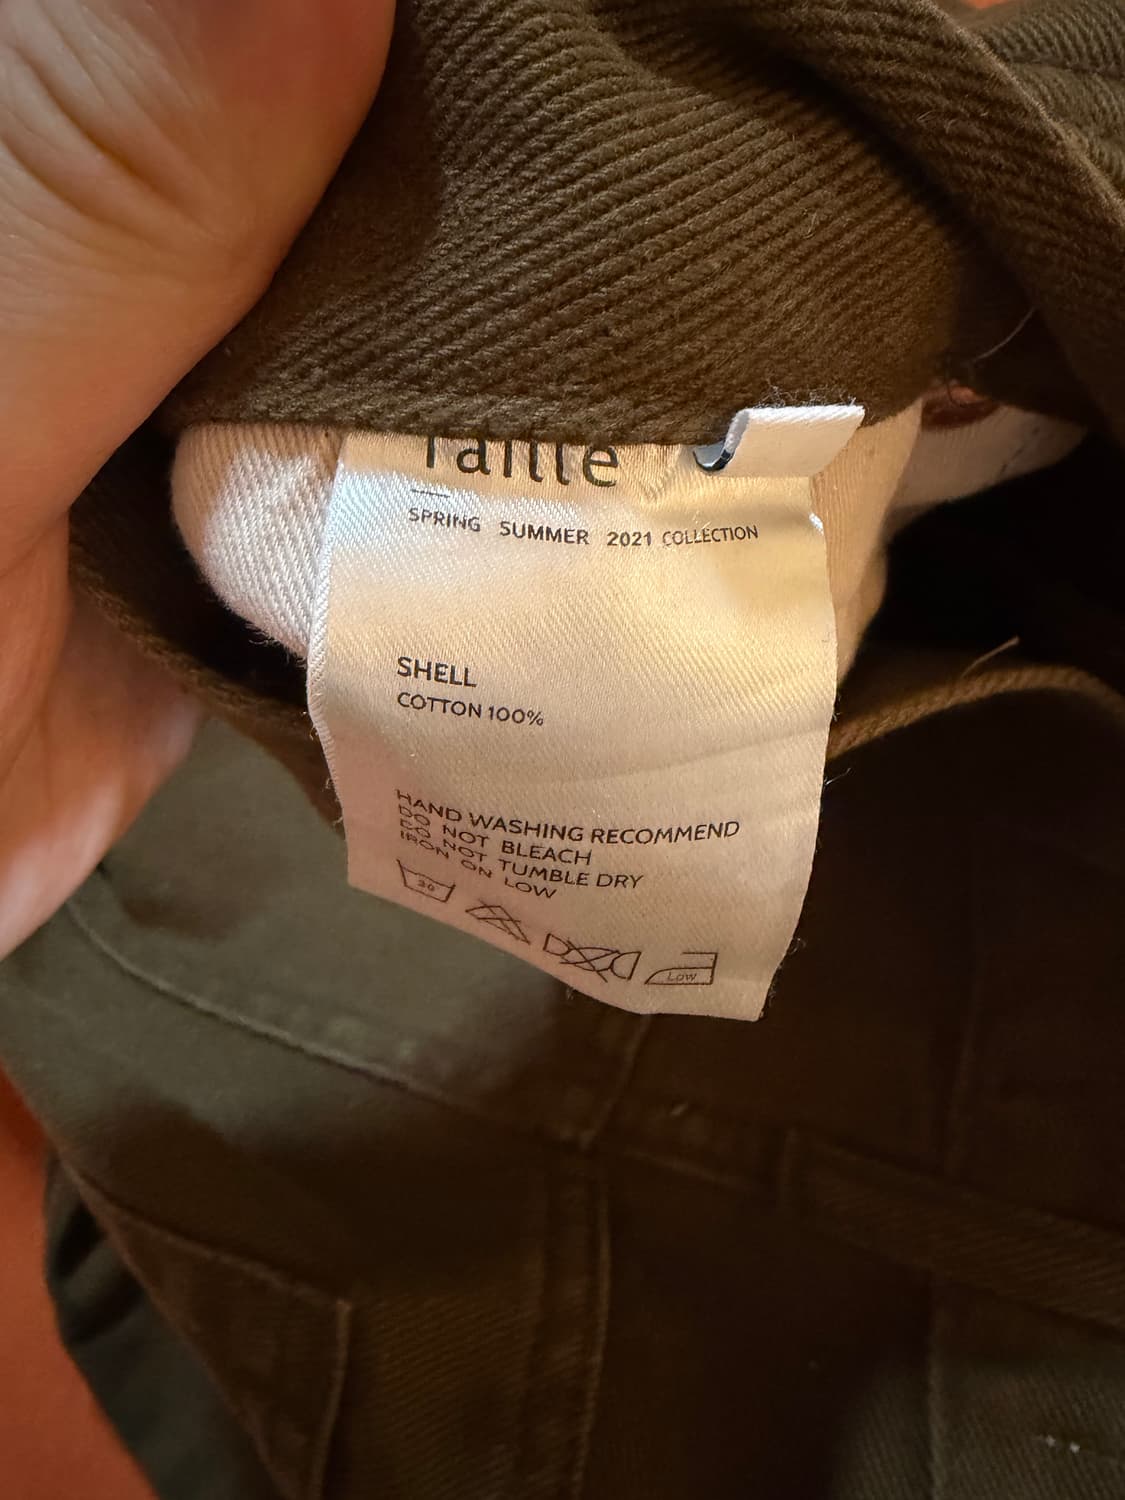 Taille
SPRING SUMMER 2021 COLLECTION
SHELL
COTTON 100%
HAND WASHING RECOMMEND
DO NOT BLEACH
DO NOT TUMBLE DRY
IRON ON LOW
30°
LOW